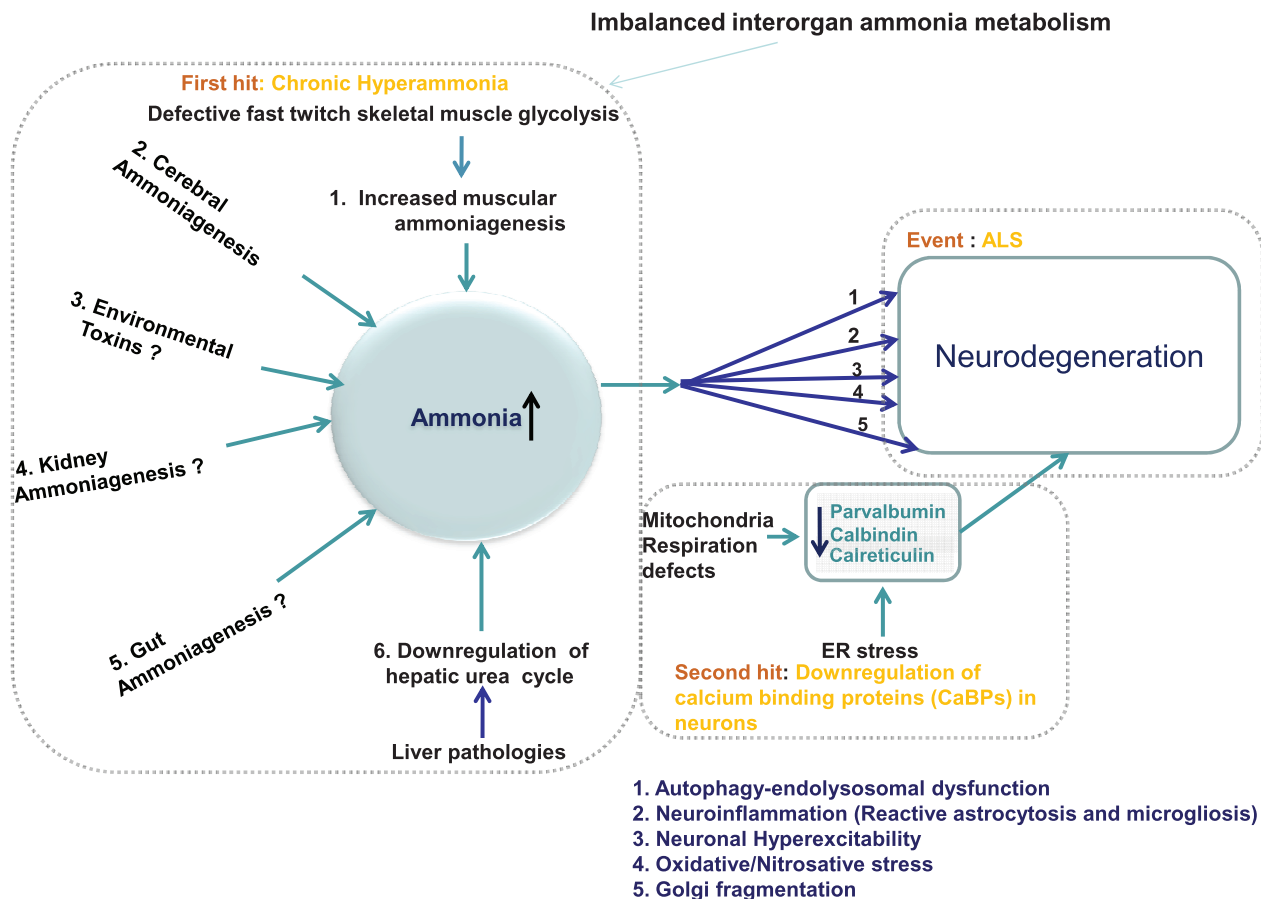 Imbalanced interorgan ammonia metabolism
First hit: Chronic Hyperammonia
Defective fast twitch skeletal muscle glycolysis
1. Increased muscular
ammoniagenesis
2. Cerebral
Ammoniagenesis
3. Environmental
Toxins ?
4. Kidney
Ammoniagenesis ?
5. Gut
Ammoniagenesis ?
6. Downregulation of
hepatic urea cycle
Liver pathologies
Ammonia
1
2
3
4
5
Event : ALS
Neurodegeneration
Mitochondria
Respiration
defects
Parvalbumin
Calbindin
Calreticulin
ER stress
Second hit: Downregulation of
calcium binding proteins (CaBPs) in
neurons
1. Autophagy-endolysosomal dysfunction
2. Neuroinflammation (Reactive astrocytosis and microgliosis)
3. Neuronal Hyperexcitability
4. Oxidative/Nitrosative stress
5. Golgi fragmentation